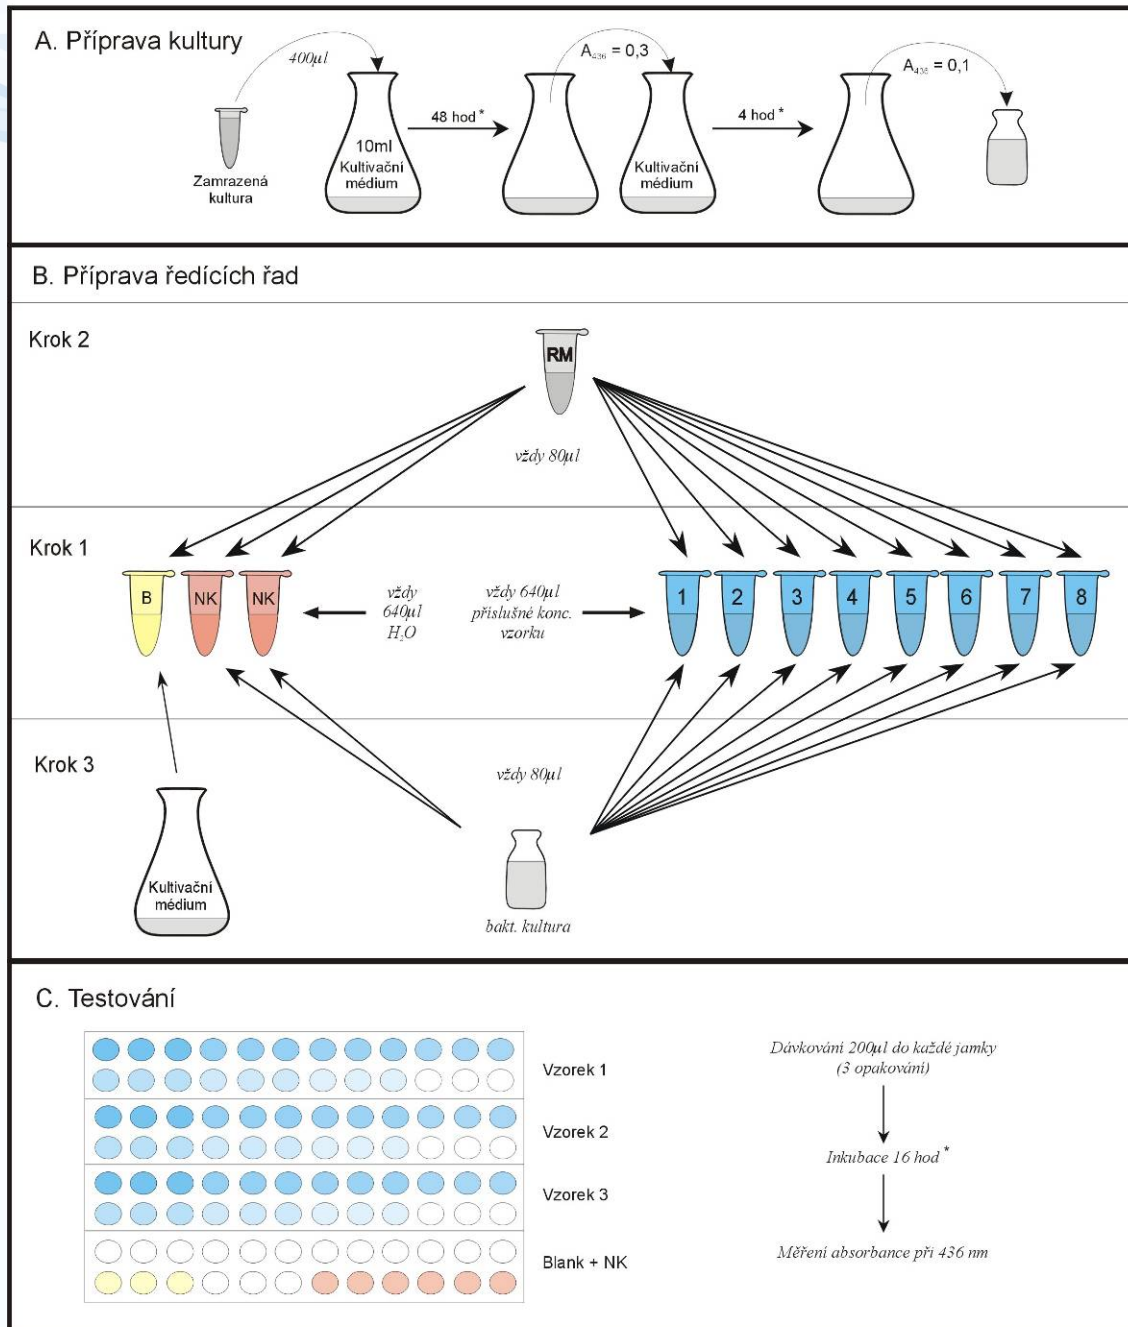 A. Příprava kultury
400µl
A₄₃₆ = 0,3
A₄₃₆ = 0,1
48 hod *
4 hod *
10ml
Kultivační
médium
Kultivační
médium
Zamrazená
kultura
B. Příprava ředících řad
Krok 2
RM
vždy 80µl
Krok 1
B
NK
NK
vždy
640µl
H₂O
vždy 640µl
příslušné konc.
vzorku
1
2
3
4
5
6
7
8
Krok 3
vždy 80µl
Kultivační
médium
bakt. kultura
C. Testování
Vzorek 1
Vzorek 2
Vzorek 3
Blank + NK
Dávkování 200µl do každé jamky
(3 opakování)
Inkubace 16 hod *
Měření absorbance při 436 nm